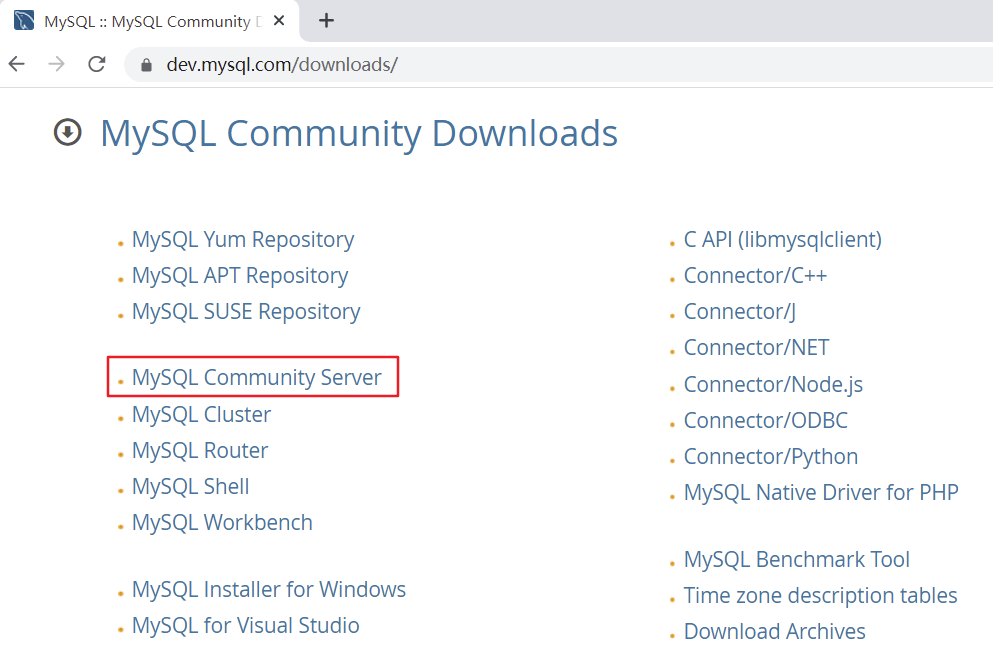 MySQL :: MySQL Community
dev.mysql.com/downloads/
MySQL Community Downloads
MySQL Yum Repository
MySQL APT Repository
MySQL SUSE Repository
MySQL Community Server
MySQL Cluster
MySQL Router
MySQL Shell
MySQL Workbench
MySQL Installer for Windows
MySQL for Visual Studio
C API (libmysqlclient)
Connector/C++
Connector/J
Connector/NET
Connector/Node.js
Connector/ODBC
Connector/Python
MySQL Native Driver for PHP
MySQL Benchmark Tool
Time zone description tables
Download Archives